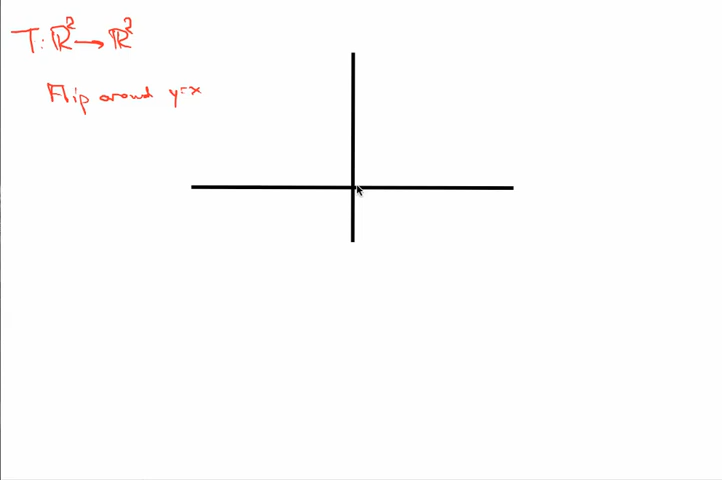 T: ℝ² → ℝ²
Flip around y=x